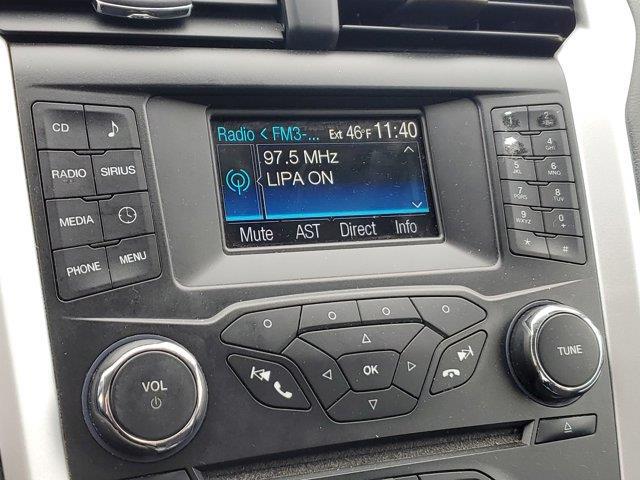 Radio < FM3-... Ext 46°F 11:40
97.5 MHz
LIPA ON
Mute AST Direct Info
CD
RADIO SIRIUS
MEDIA
PHONE MENU
4
GHI
5
JKL
6
MNO
7
PQRS
8
TUV
9
WXYZ
0
+
*
#
OK
VOL
TUNE